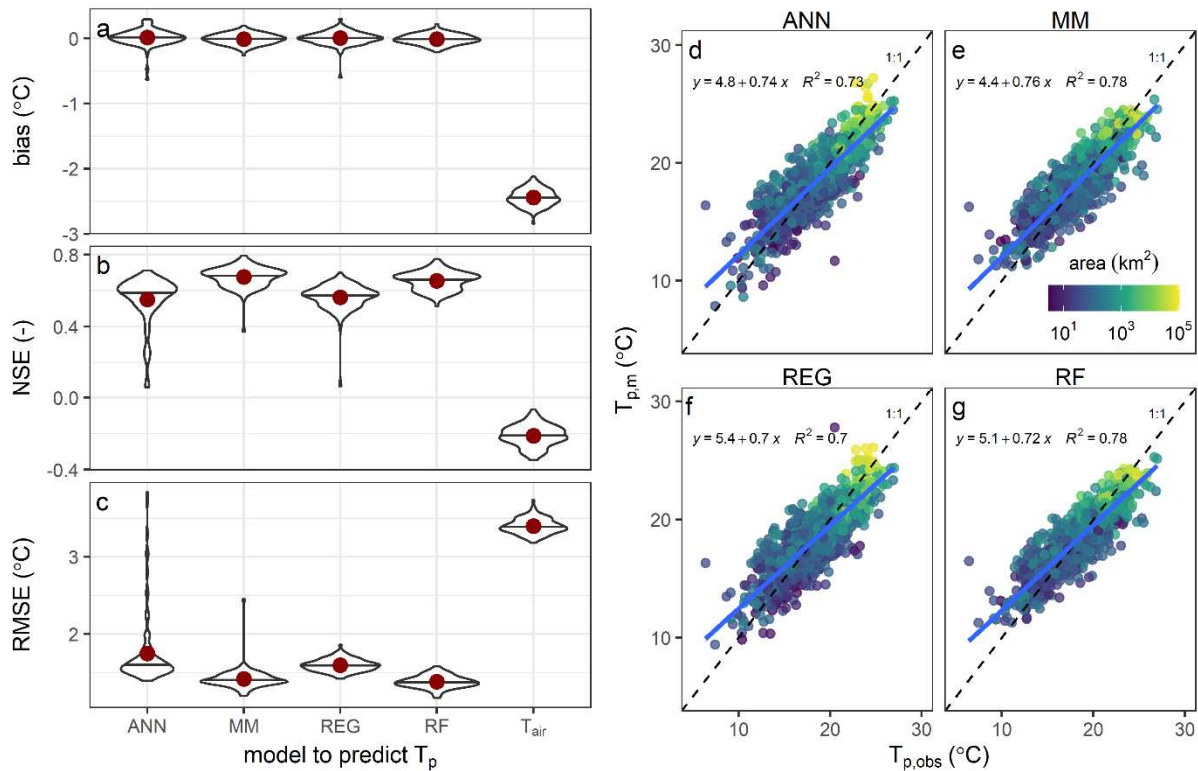 a
bias (°C)
0
-1
-2
-3
b
NSE (-)
0.8
0.4
0.0
-0.4
c
RMSE (°C)
3
2
ANN MM REG RF T_air
model to predict T_p
ANN
d
1:1
y = 4.8 + 0.74 x R² = 0.73
MM
e
1:1
y = 4.4 + 0.76 x R² = 0.78
area (km²)
10¹ 10³ 10⁵
30
20
10
T_p,m (°C)
REG
f
1:1
y = 5.4 + 0.7 x R² = 0.7
RF
g
1:1
y = 5.1 + 0.72 x R² = 0.78
30
20
10
10 20 30 10 20 30
T_p,obs (°C)